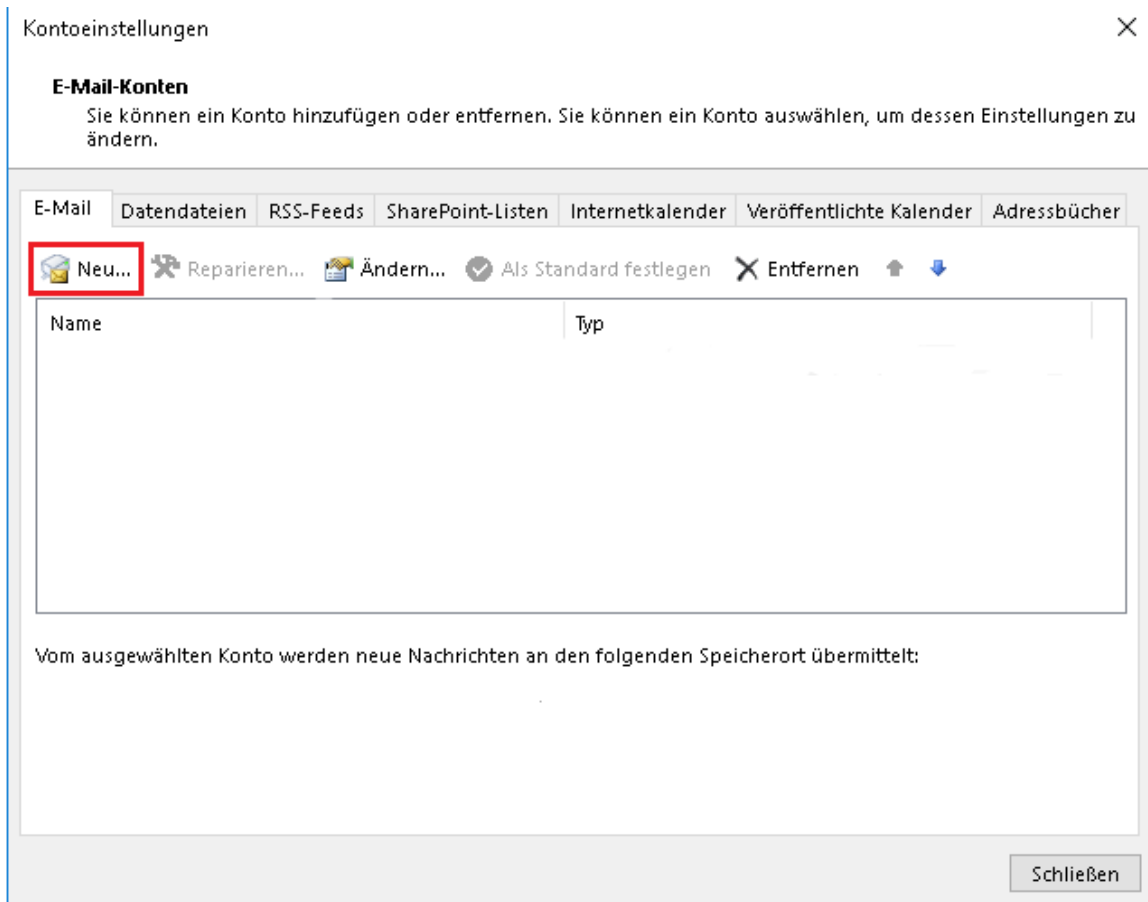 Kontoeinstellungen
E-Mail-Konten
Sie können ein Konto hinzufügen oder entfernen. Sie können ein Konto auswählen, um dessen Einstellungen zu
ändern.
E-Mail Datendateien RSS-Feeds SharePoint-Listen Internetkalender Veröffentlichte Kalender Adressbücher
Neu... Reparieren... Ändern... Als Standard festlegen Entfernen
Name Typ
Vom ausgewählten Konto werden neue Nachrichten an den folgenden Speicherort übermittelt:
Schließen